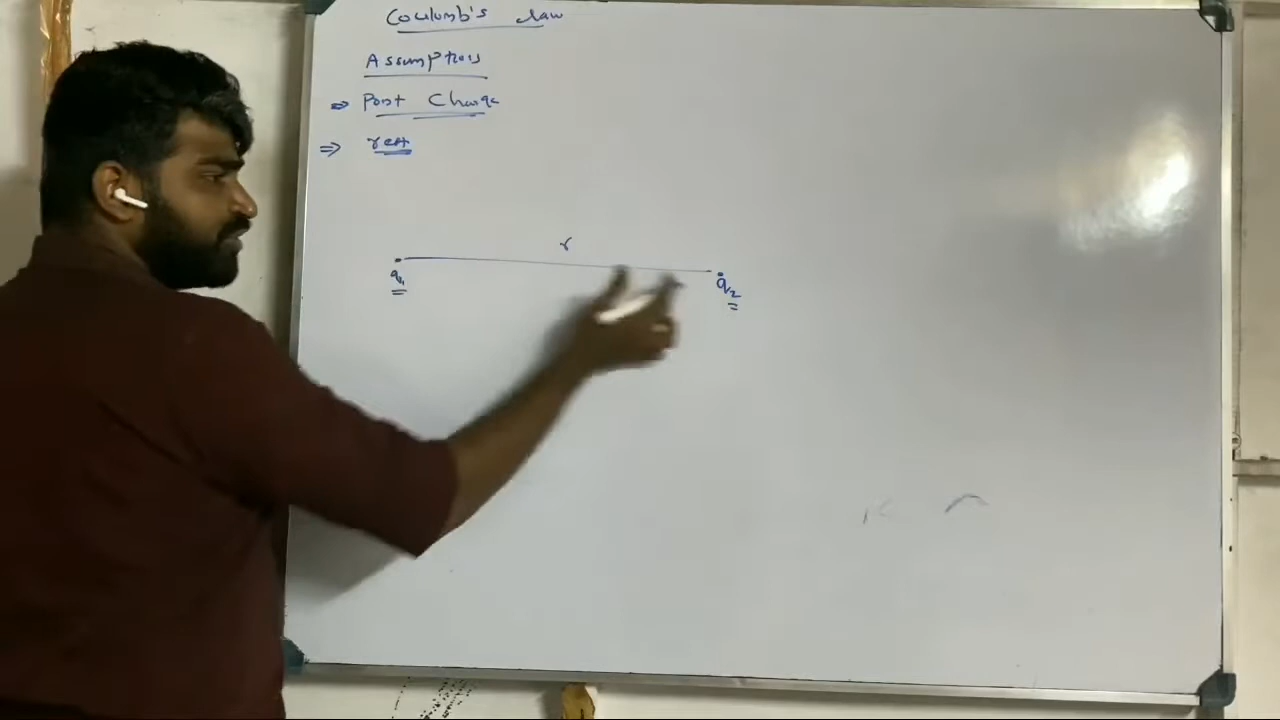 Coulomb's law
Assumptions
⇒ Point Charge
⇒ rest
r
q1
q2